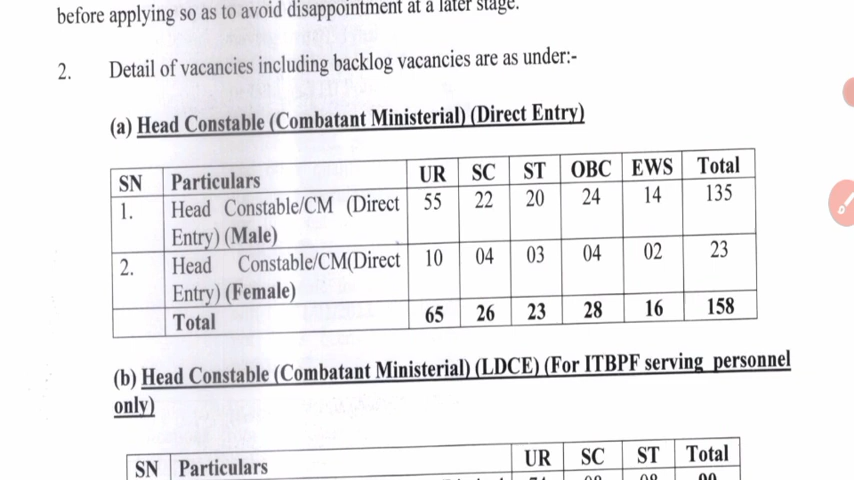 before applying so as to avoid disappointment at a later stage.
2. Detail of vacancies including backlog vacancies are as under:-
(a) Head Constable (Combatant Ministerial) (Direct Entry)
SN Particulars UR SC ST OBC EWS Total
1. Head Constable/CM (Direct 55 22 20 24 14 135
Entry) (Male)
2. Head Constable/CM(Direct 10 04 03 04 02 23
Entry) (Female)
Total 65 26 23 28 16 158
(b) Head Constable (Combatant Ministerial) (LDCE) (For ITBPF serving personnel
only)
SN Particulars UR SC ST Total